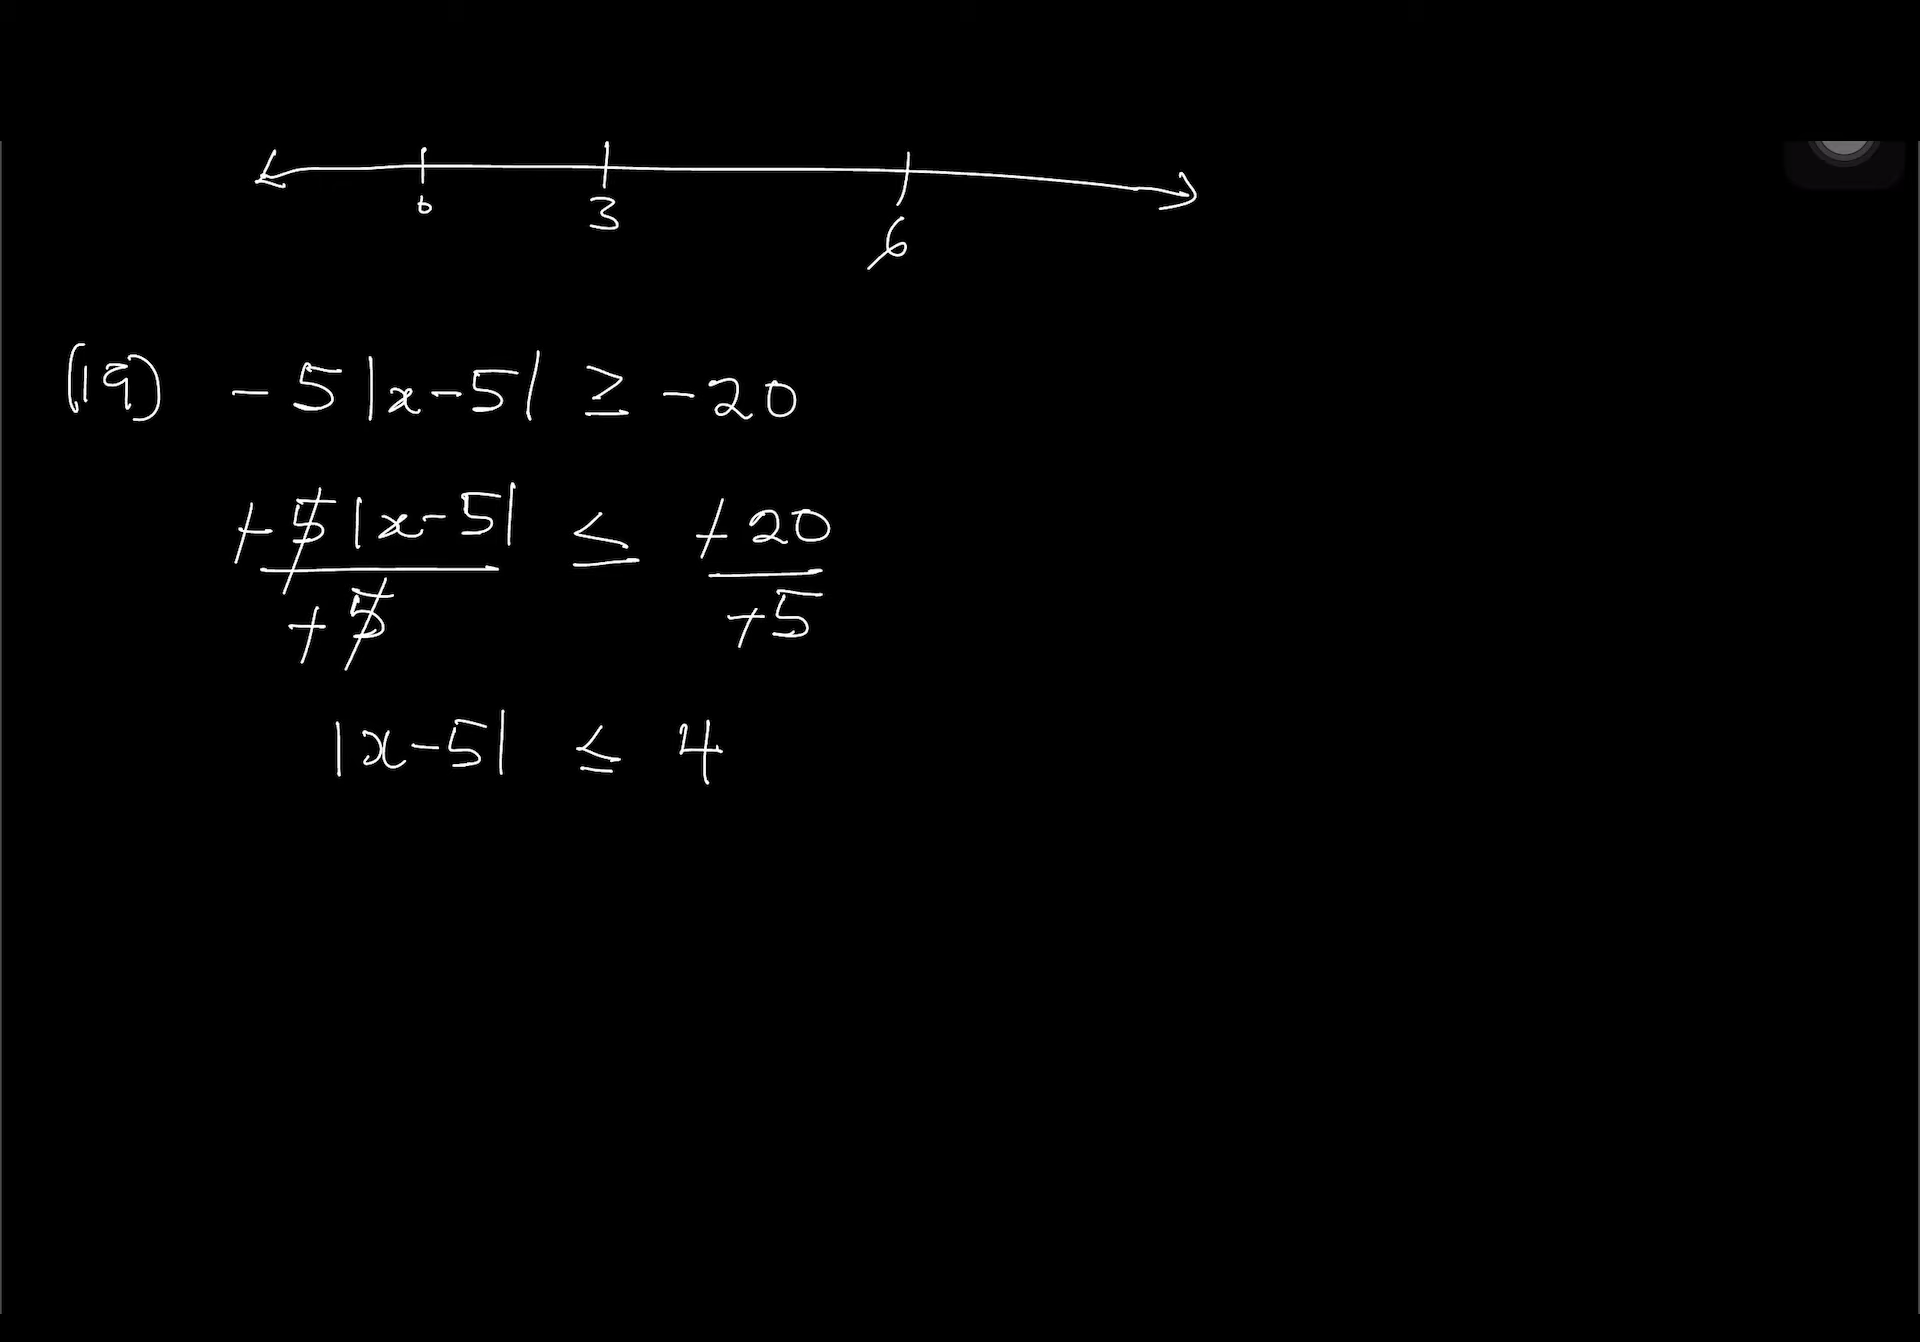 0 3 6
(19) -5|x-5| ≥ -20
+5|x-5| ≤ +20
+5 +5
|x-5| ≤ 4